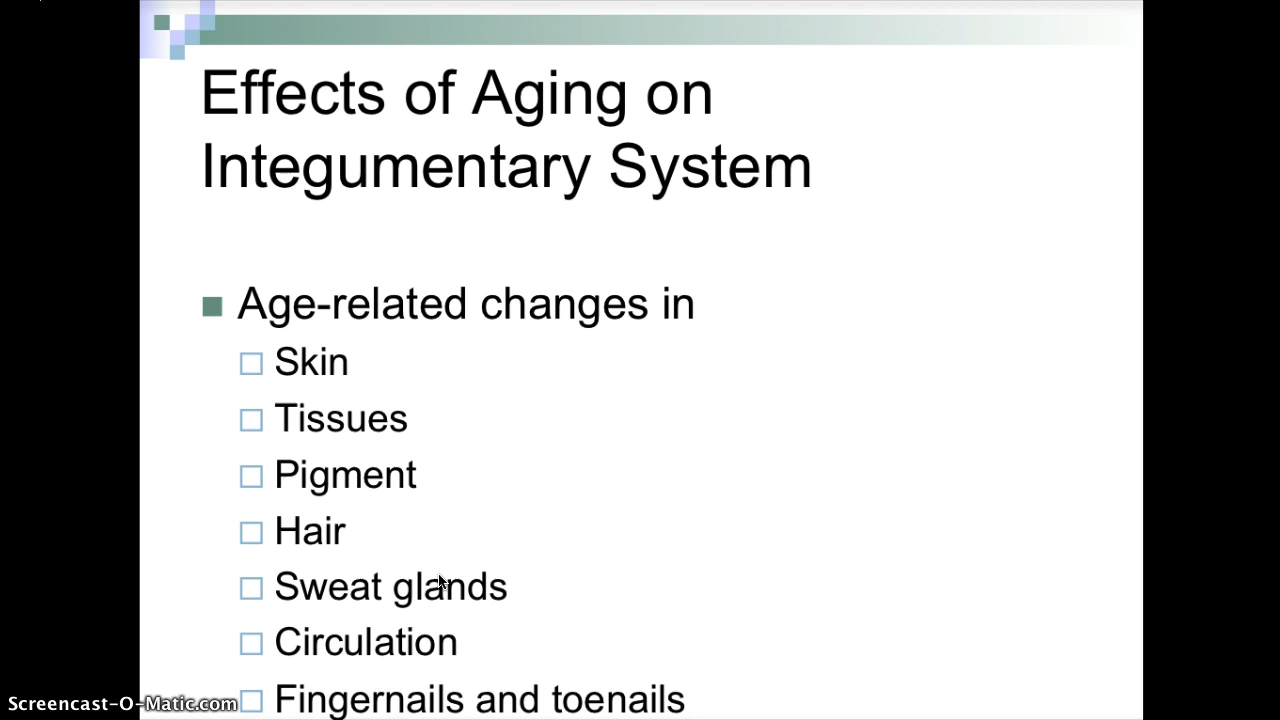 Effects of Aging on
Integumentary System
Age-related changes in
Skin
Tissues
Pigment
Hair
Sweat glands
Circulation
Fingernails and toenails
Screencast-O-Matic.com